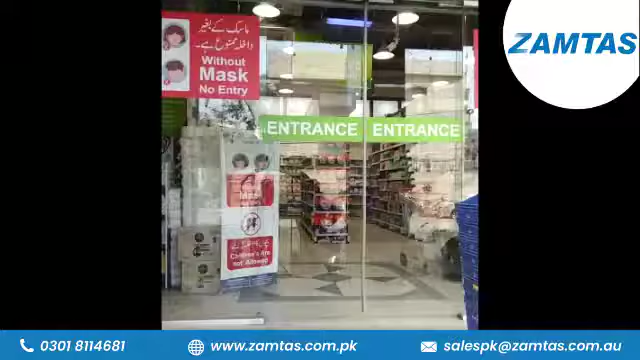 ZAMTAS
ماسک کے بغیر
داخلہ ممنوع ہے۔
Without
Mask
No Entry
ENTRANCE ENTRANCE
Children's Are
not Allowed
0301 8114681 www.zamtas.com.pk salespk@zamtas.com.au